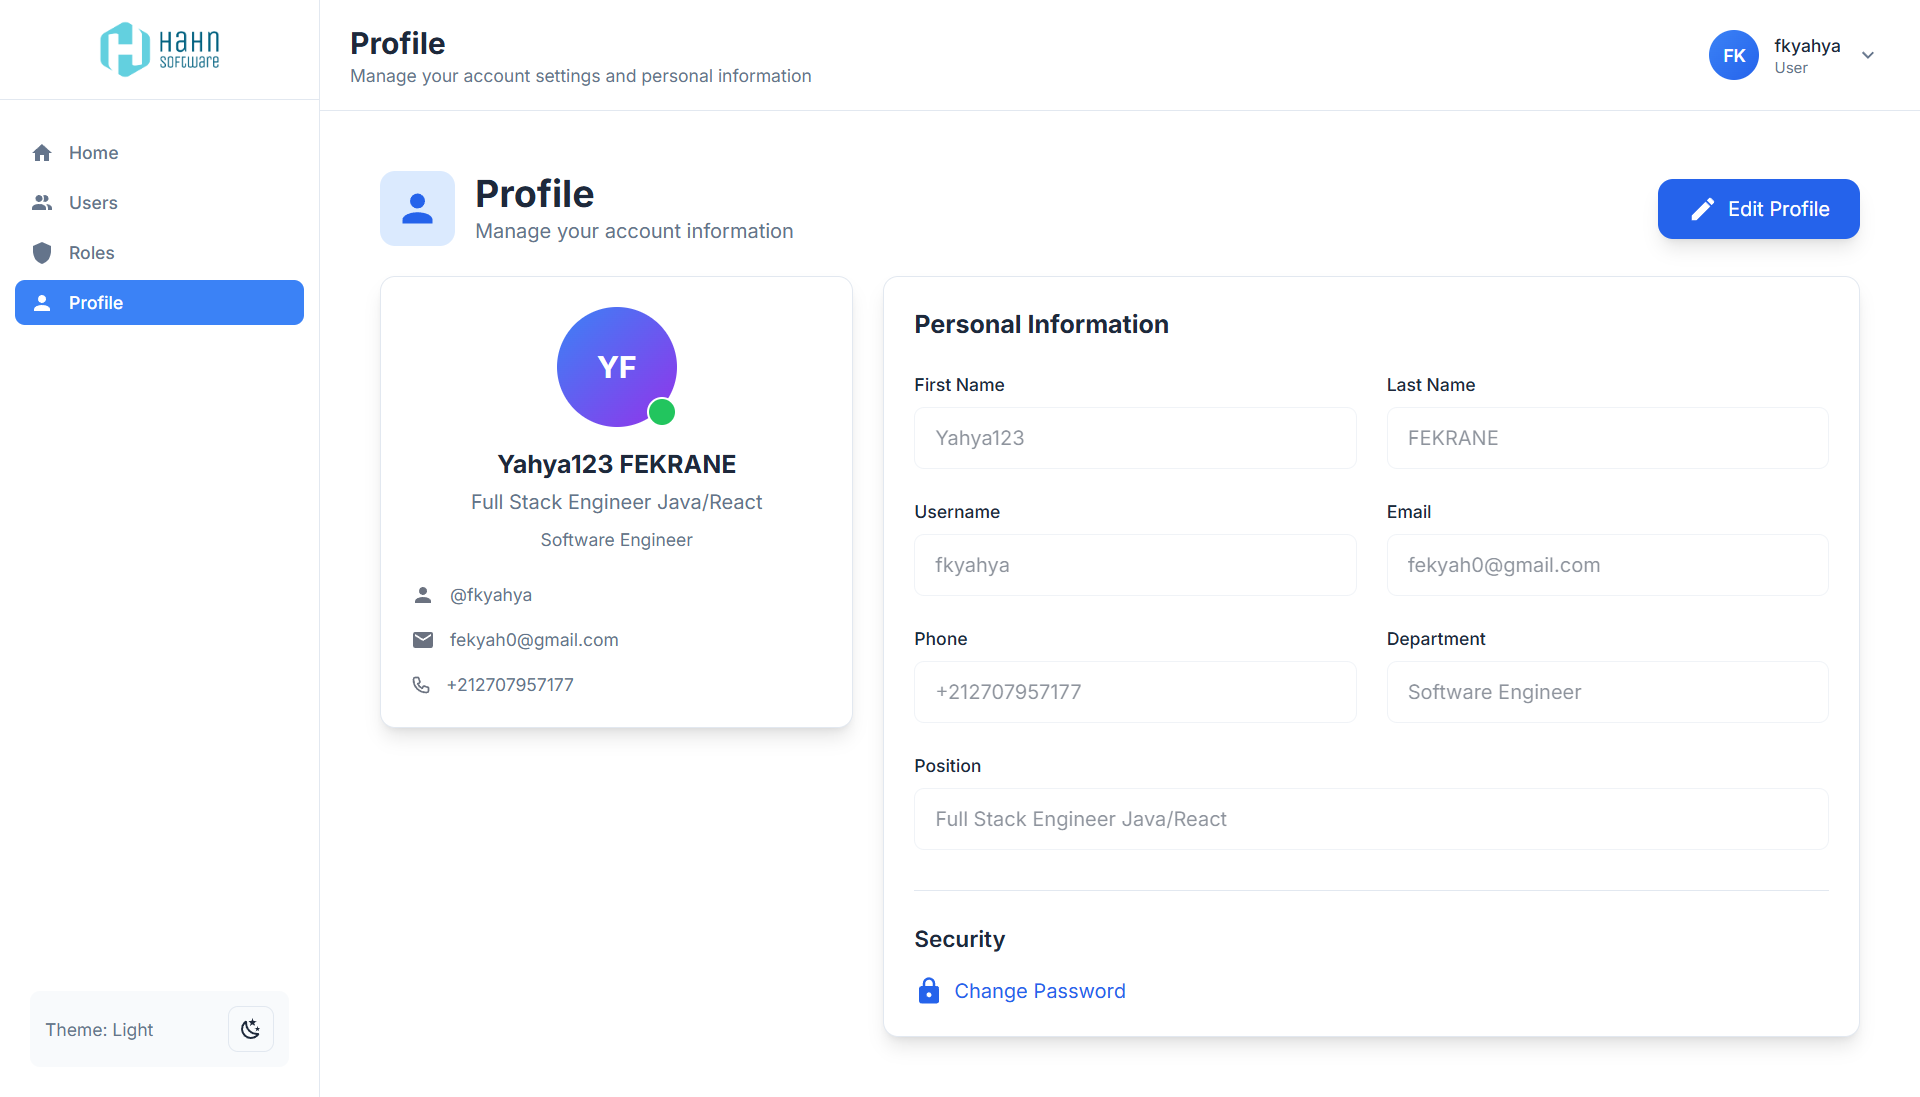 HAHN
SOFTWARE
Home
Users
Roles
Profile
Theme: Light
Profile
Manage your account settings and personal information
FK
fkyahya
User
Profile
Manage your account information
Edit Profile
YF
Yahya123 FEKRANE
Full Stack Engineer Java/React
Software Engineer
@fkyahya
fekyah0@gmail.com
+212707957177
Personal Information
First Name
Yahya123
Last Name
FEKRANE
Username
fkyahya
Email
fekyah0@gmail.com
Phone
+212707957177
Department
Software Engineer
Position
Full Stack Engineer Java/React
Security
Change Password